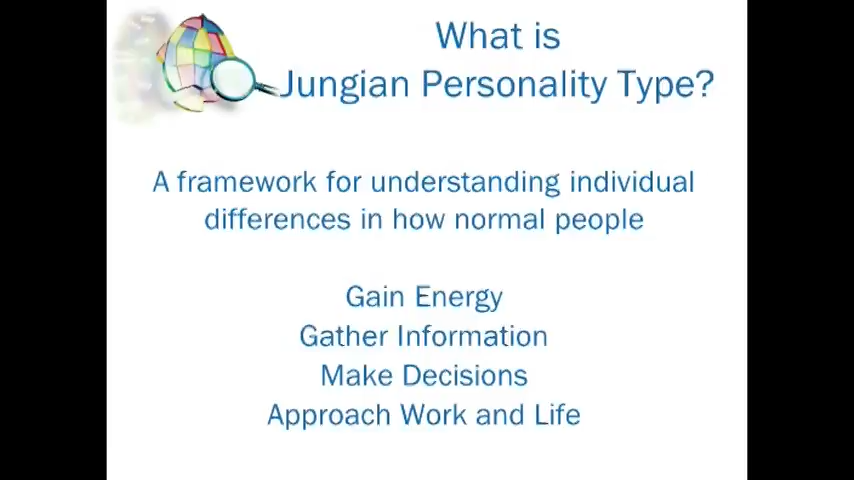 What is
Jungian Personality Type?
A framework for understanding individual
differences in how normal people
Gain Energy
Gather Information
Make Decisions
Approach Work and Life